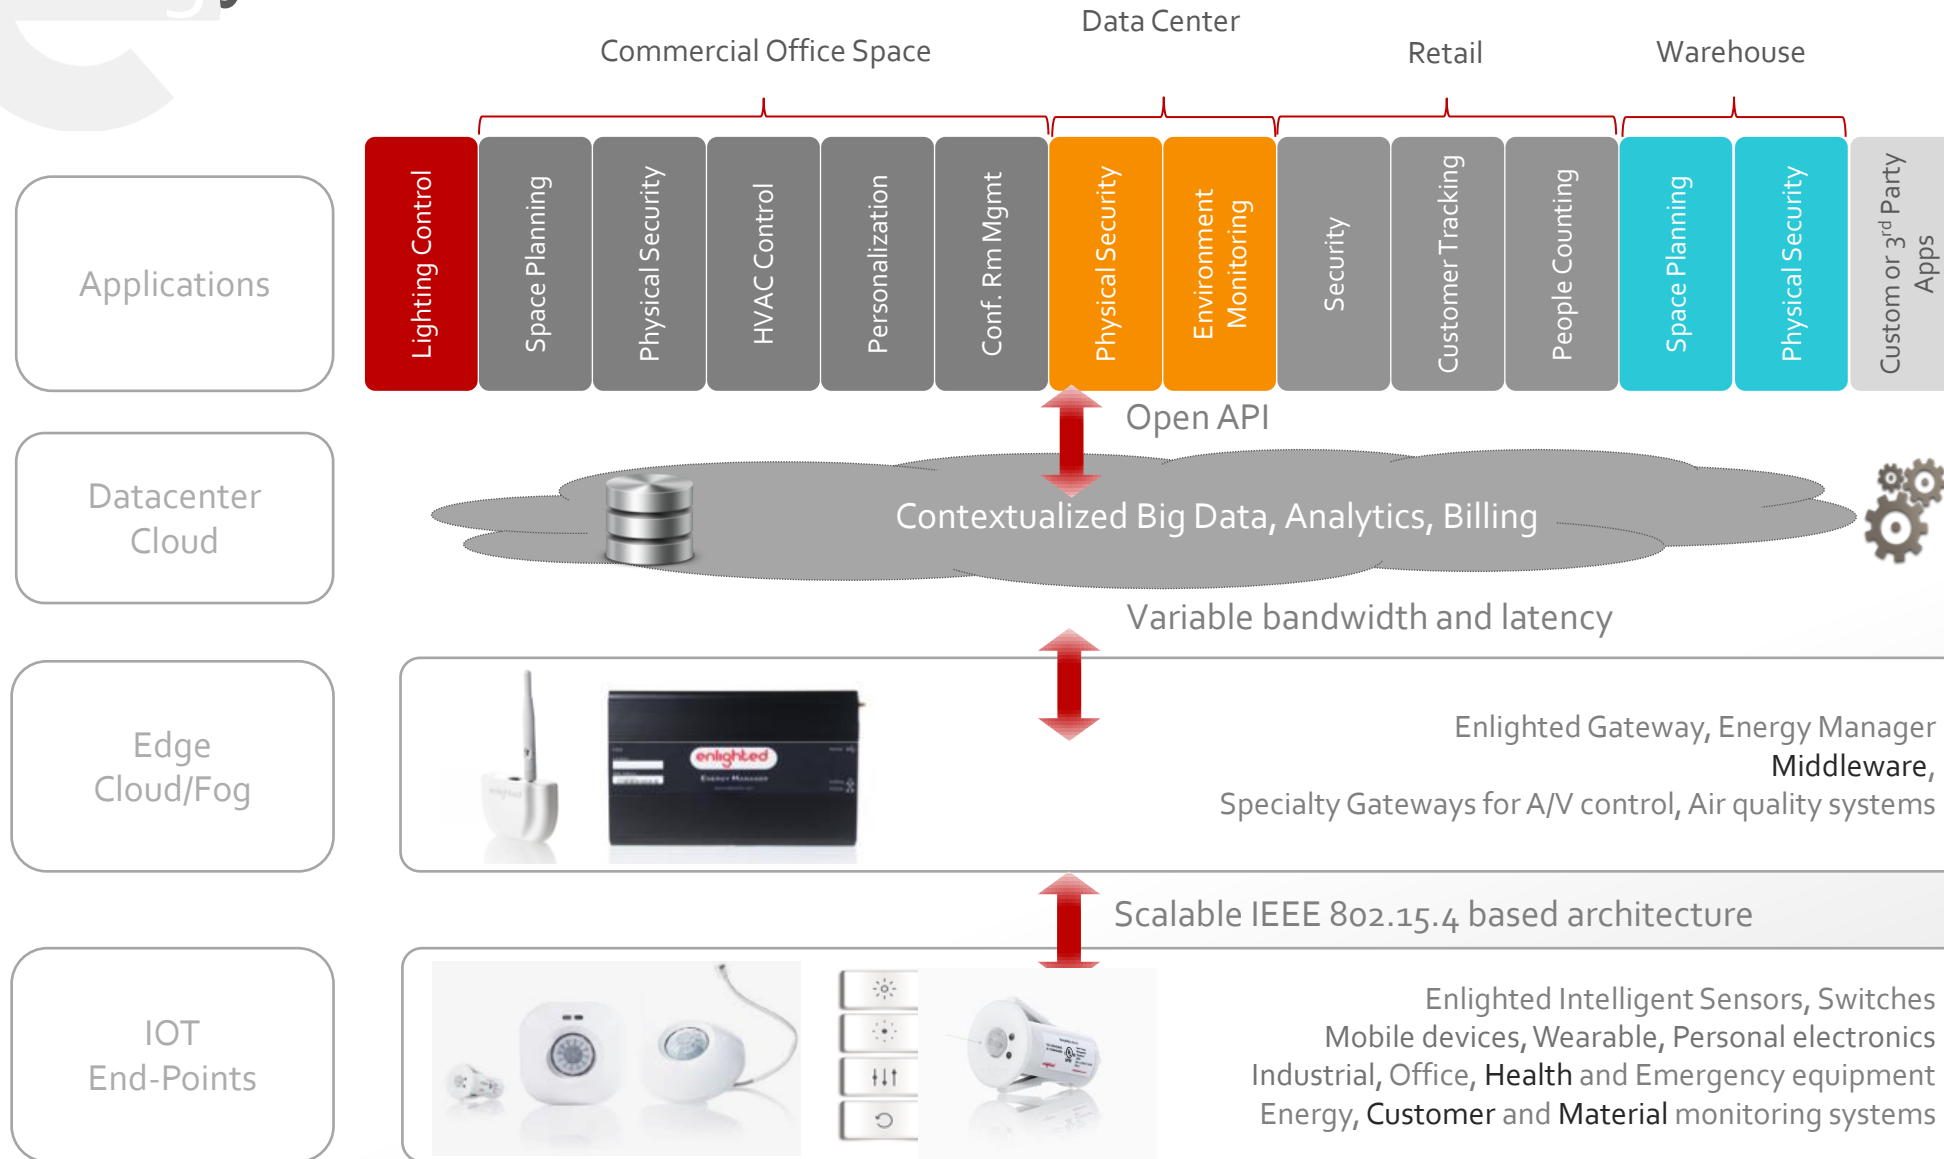 gy
Data Center
Commercial Office Space
Retail
Warehouse
Lighting Control
Space Planning
Physical Security
HVAC Control
Personalization
Conf. Rm Mgmt
Physical Security
Environment
Monitoring
Security
Customer Tracking
People Counting
Space Planning
Physical Security
Custom or 3rd Party
Apps
Applications
Open API
Datacenter
Cloud
Contextualized Big Data, Analytics, Billing
Variable bandwidth and latency
Edge
Cloud/Fog
enlighted
enlighted
ENERGY MANAGER
Enlighted Gateway, Energy Manager
Middleware,
Specialty Gateways for A/V control, Air quality systems
Scalable IEEE 802.15.4 based architecture
IOT
End-Points
Enlighted Intelligent Sensors, Switches
Mobile devices, Wearable, Personal electronics
Industrial, Office, Health and Emergency equipment
Energy, Customer and Material monitoring systems